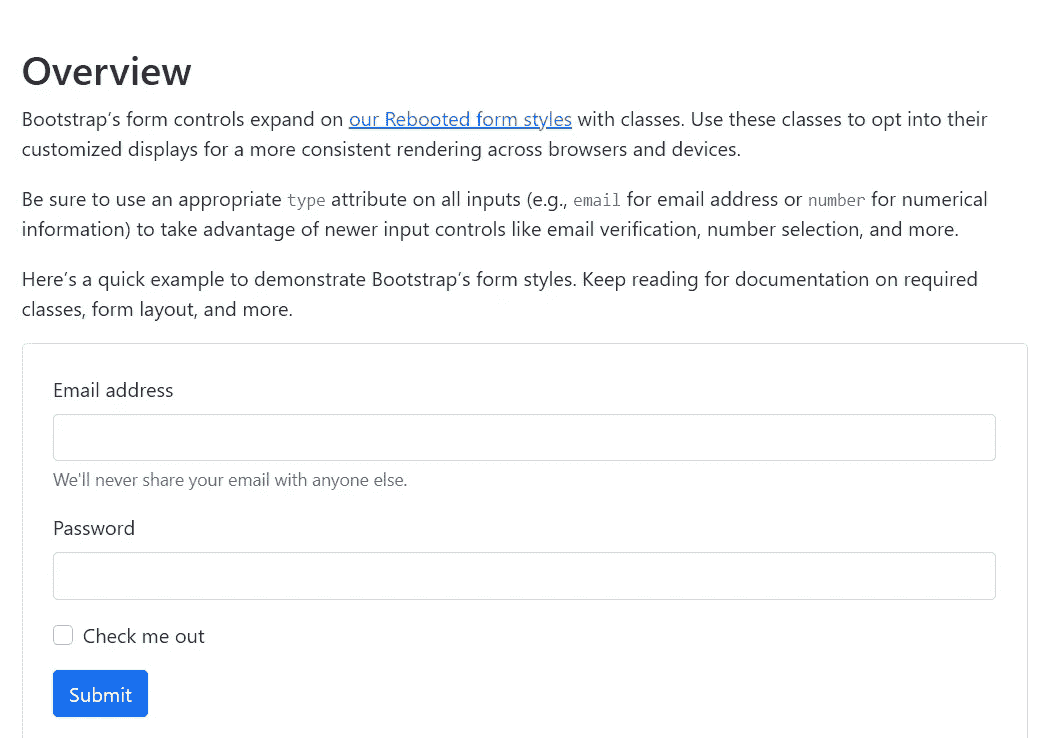 Overview
Bootstrap’s form controls expand on our Rebooted form styles with classes. Use these classes to opt into their
customized displays for a more consistent rendering across browsers and devices.
Be sure to use an appropriate type attribute on all inputs (e.g., email for email address or number for numerical
information) to take advantage of newer input controls like email verification, number selection, and more.
Here’s a quick example to demonstrate Bootstrap’s form styles. Keep reading for documentation on required
classes, form layout, and more.
Email address
We'll never share your email with anyone else.
Password
Check me out
Submit